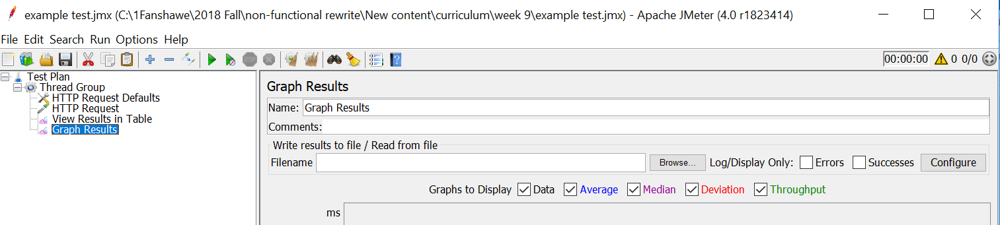 example test.jmx (C:\1Fanshawe\2018 Fall\non-functional rewrite\New content\curriculum\week 9\example test.jmx) - Apache JMeter (4.0 r1823414)
File Edit Search Run Options Help
STOP 00:00:00 0 0/0
Test Plan
Thread Group
HTTP Request Defaults
HTTP Request
View Results in Table
Graph Results
Graph Results
Name: Graph Results
Comments:
Write results to file / Read from file
Filename Browse... Log/Display Only: Errors Successes Configure
Graphs to Display Data Average Median Deviation Throughput
ms